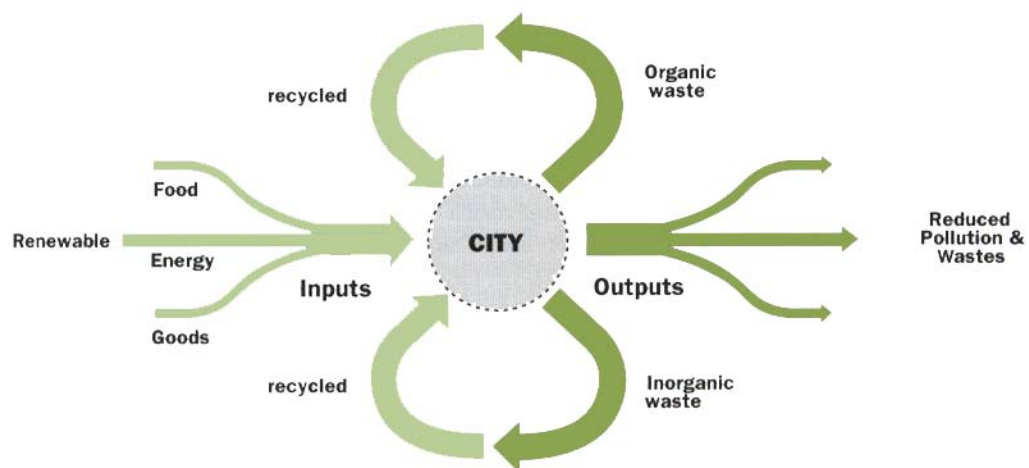 recycled
Organic
waste
Food
Renewable
Energy
Goods
Inputs
CITY
Outputs
Reduced
Pollution &
Wastes
recycled
Inorganic
waste